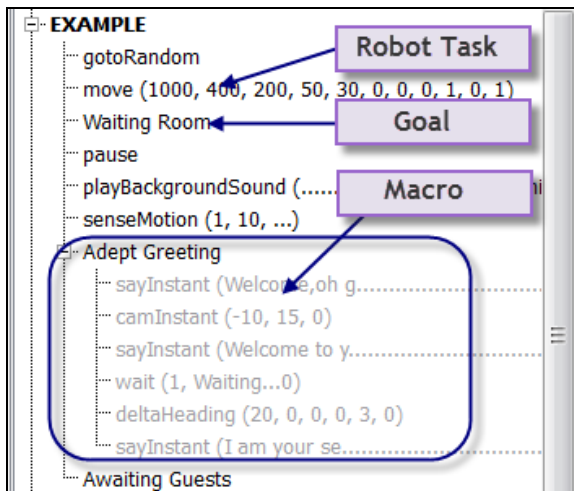 EXAMPLE
gotoRandom
Robot Task
move (1000, 400, 200, 50, 30, 0, 0, 0, 1, 0, 1)
Waiting Room
Goal
pause
playBackgroundSound (......
Macro
senseMotion (1, 10, ...)
Adept Greeting
sayInstant (Welcome,oh g...............................
camInstant (-10, 15, 0)
sayInstant (Welcome to y...............................
wait (1, Waiting...0)
deltaHeading (20, 0, 0, 0, 3, 0)
sayInstant (I am your se...............................
Awaiting Guests